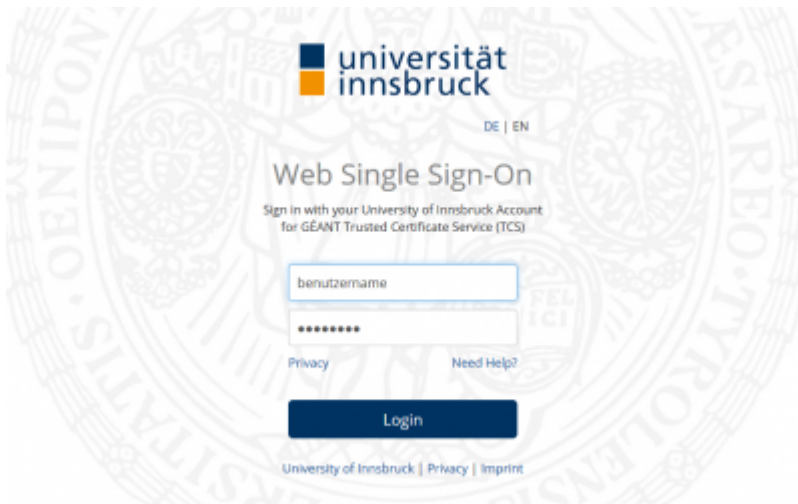 universität
innsbruck
DE | EN
Web Single Sign-On
Sign in with your University of Innsbruck Account
for GÉANT Trusted Certificate Service (TCS)
benutzername
••••••••
Privacy Need Help?
Login
University of Innsbruck | Privacy | Imprint